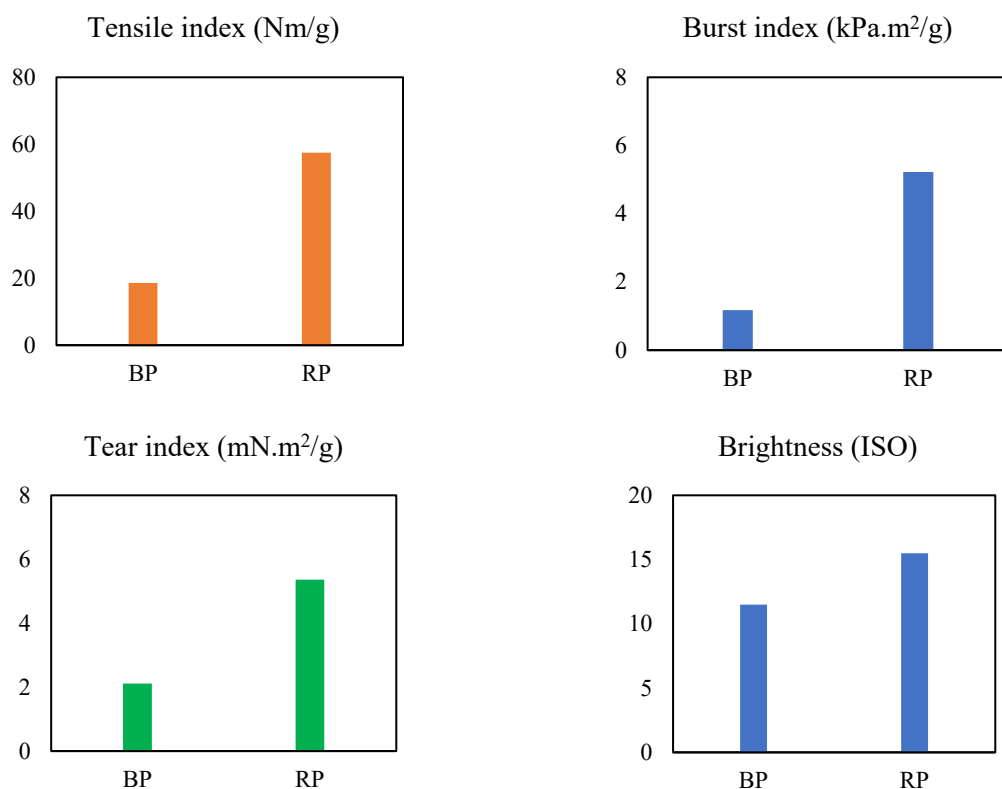 Tensile index (Nm/g)
80
60
40
20
0
BP RP
Burst index (kPa.m²/g)
8
6
4
2
0
BP RP
Tear index (mN.m²/g)
8
6
4
2
0
BP RP
Brightness (ISO)
20
15
10
5
0
BP RP